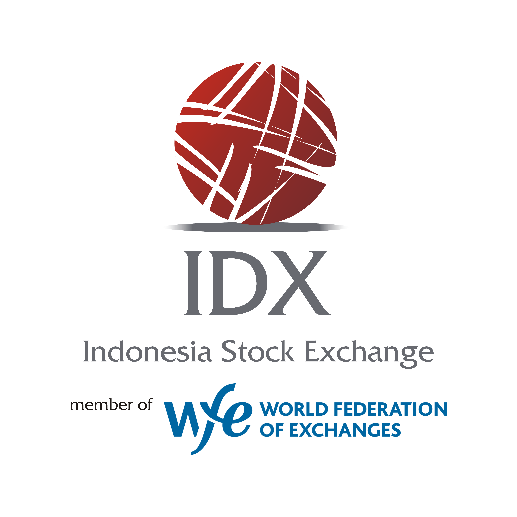 IDX
Indonesia Stock Exchange
member of wfe WORLD FEDERATION
OF EXCHANGES